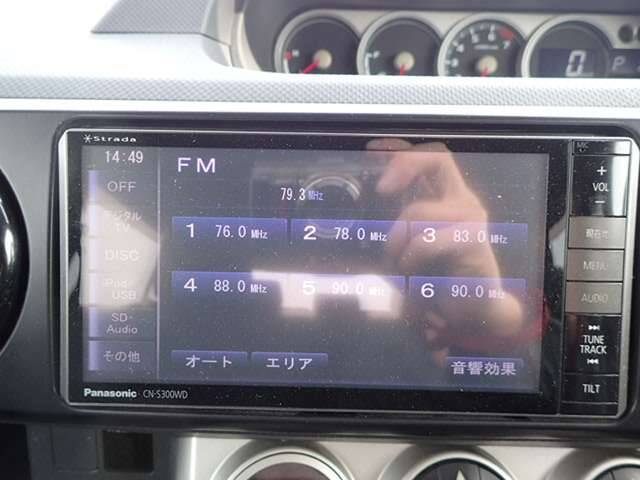 0 P
Strada
14:49
FM
MIC
OFF
79.3 MHz
+
VOL
−
デジタル
TV
1 76.0 MHz
2 78.0 MHz
3 83.0 MHz
現在地
DISC
MENU
iPod/
USB
4 88.0 MHz
5 90.0 MHz
6 90.0 MHz
AUDIO
SD-
Audio
TUNE
TRACK
その他
オート
エリア
音響効果
TILT
Panasonic CN-S300WD